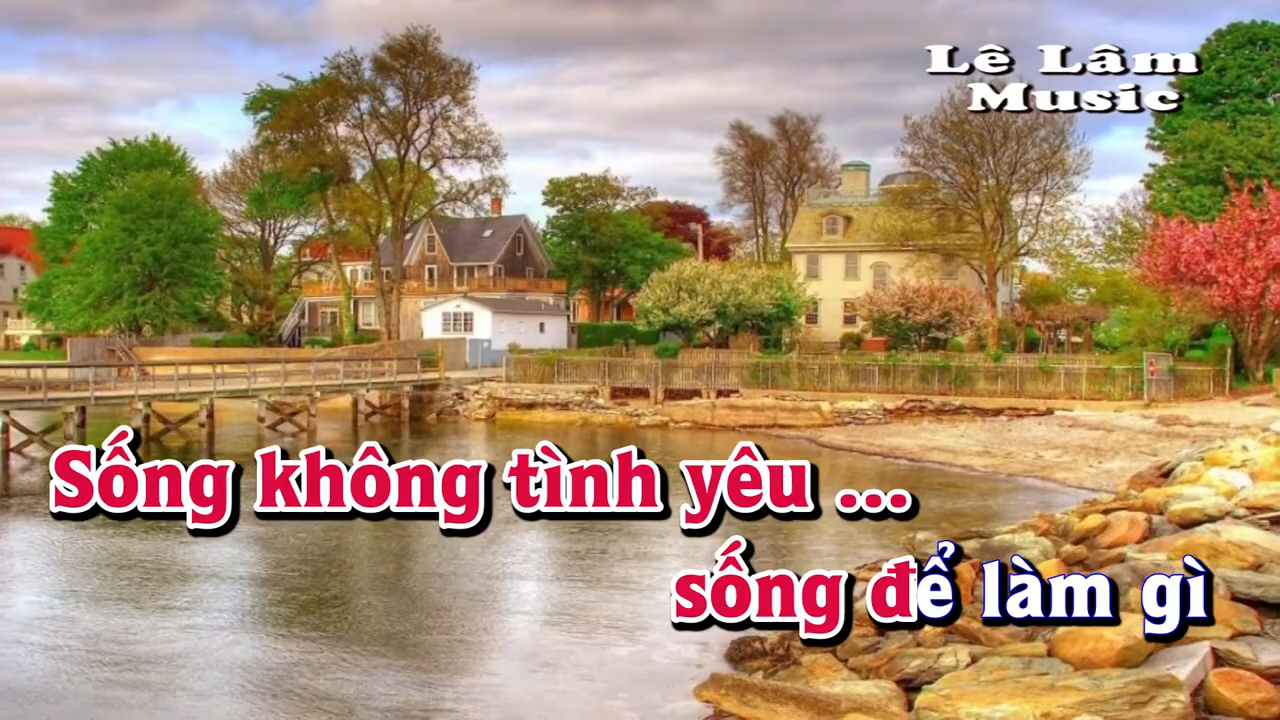 Lê Lâm
Music
Sống không tình yêu ...
sống để làm gì